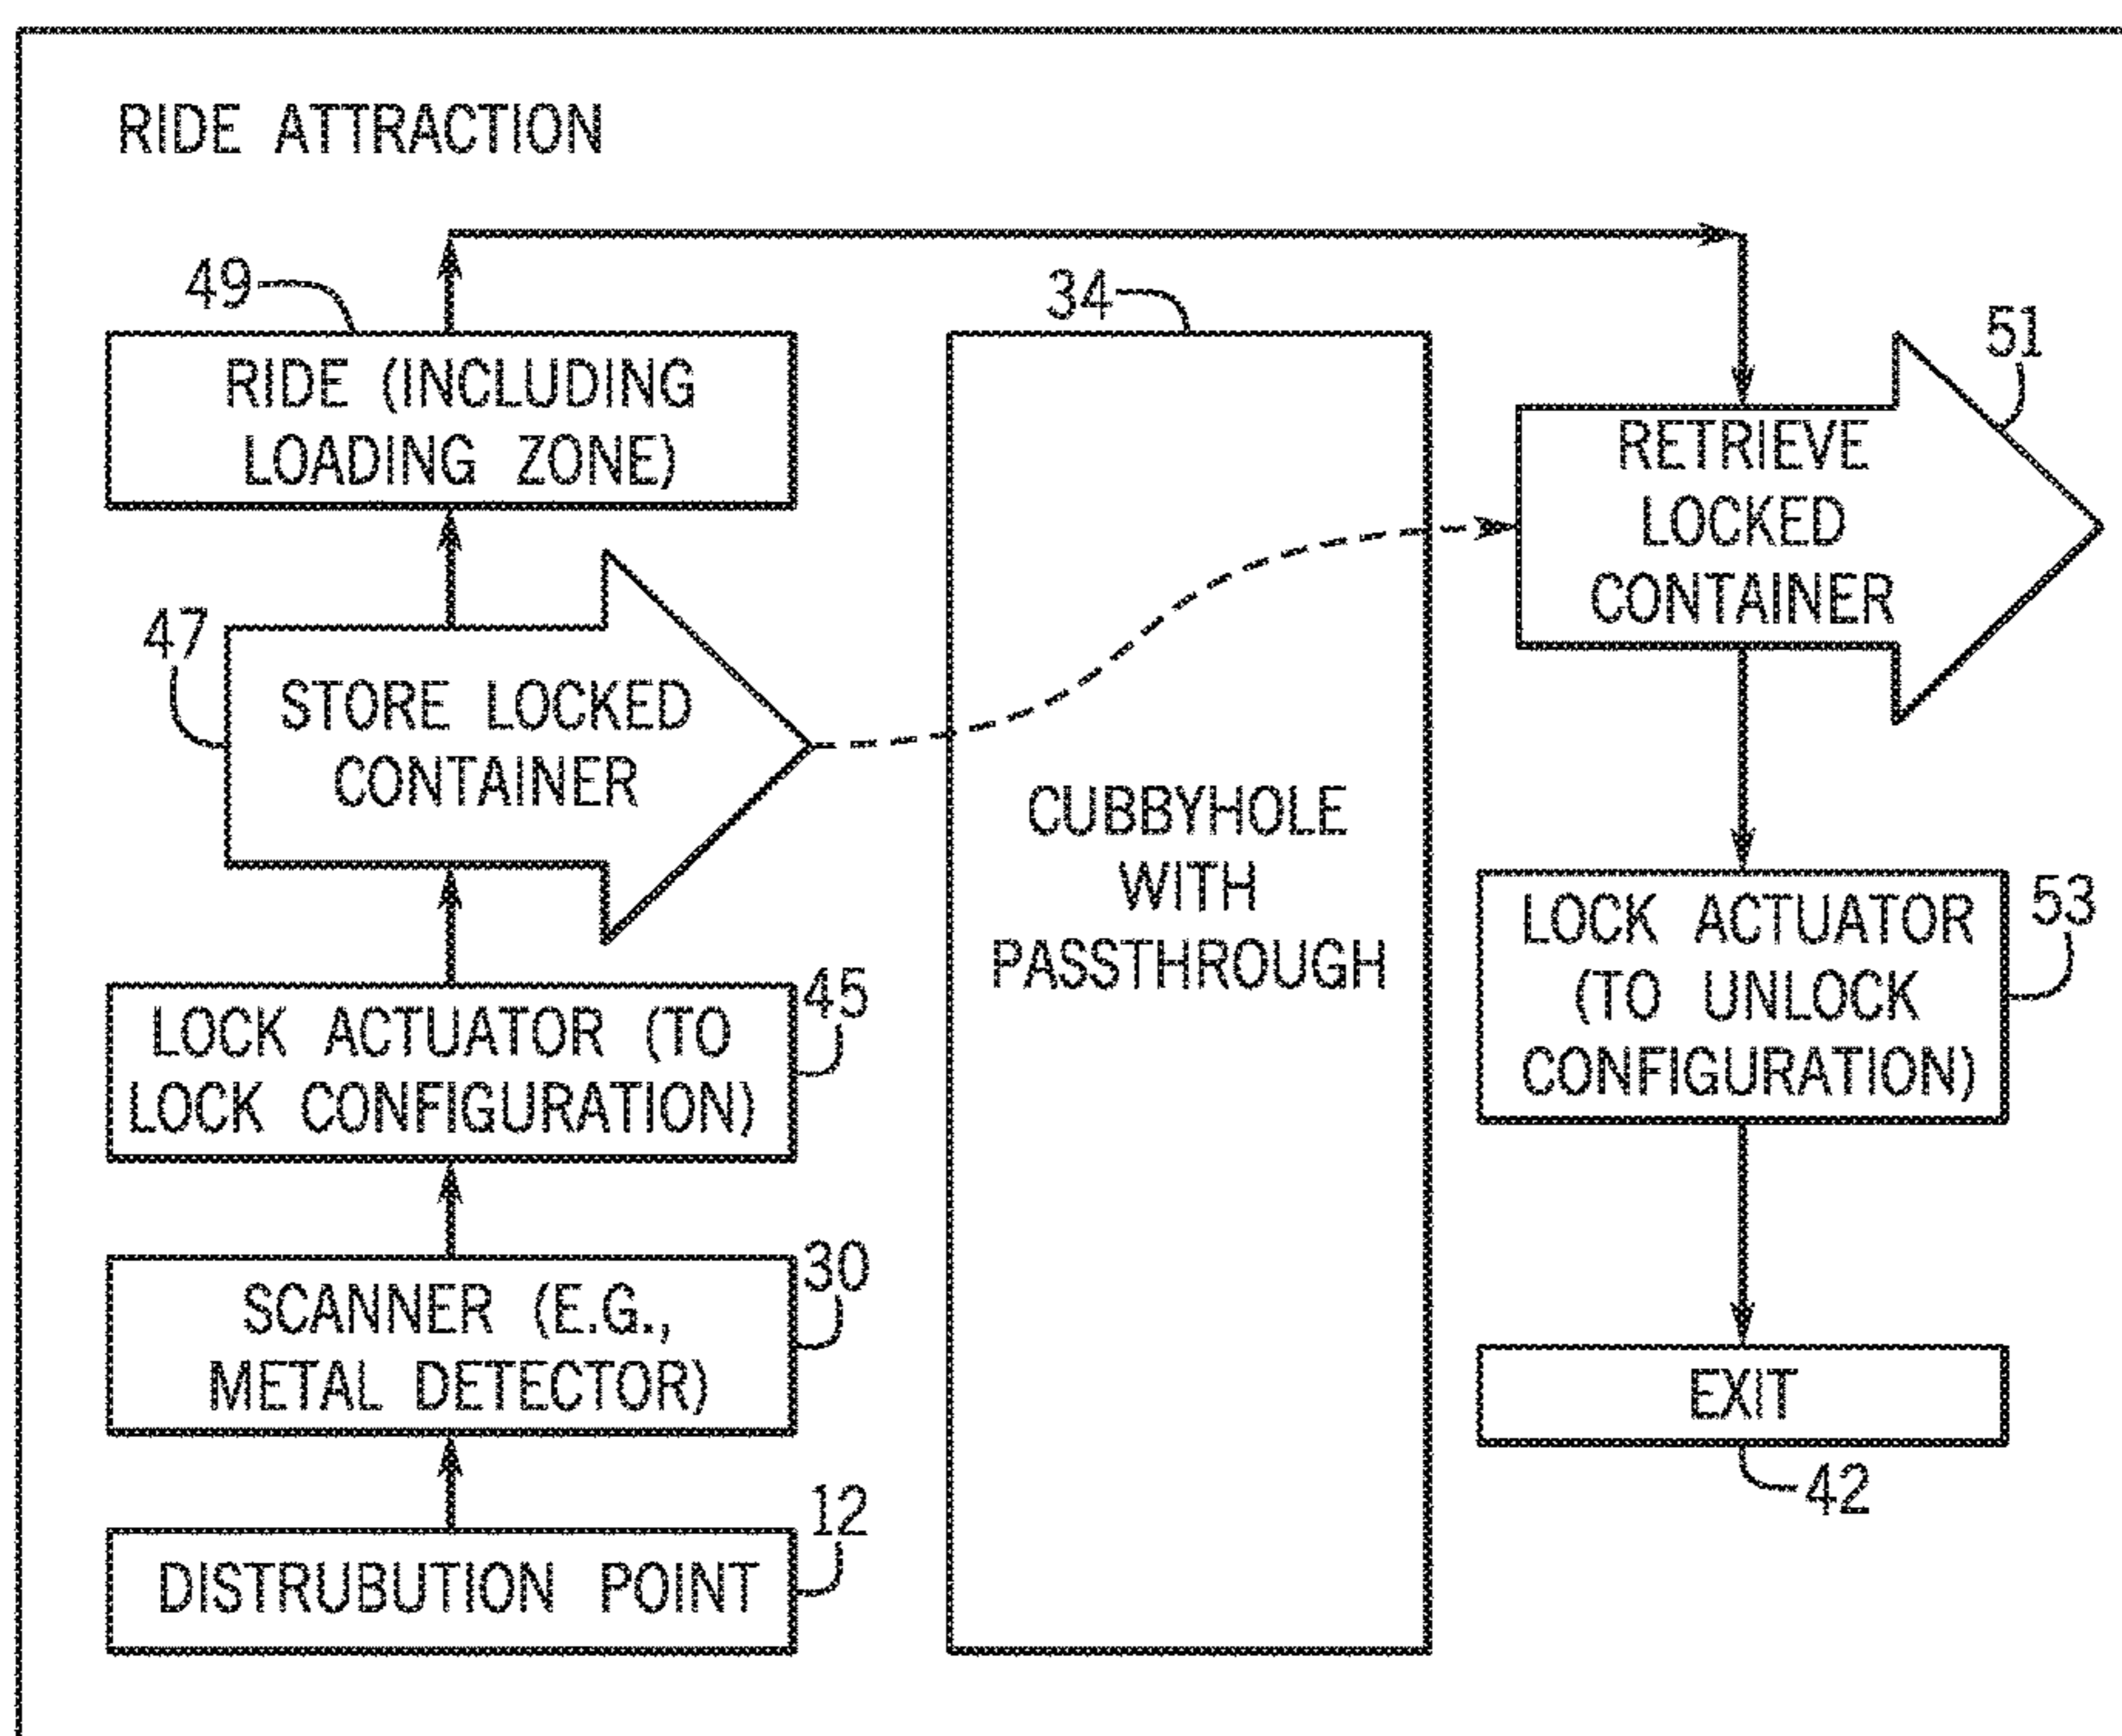 RIDE ATTRACTION
49
RIDE (INCLUDING
LOADING ZONE)
47
STORE LOCKED
CONTAINER
45
LOCK ACTUATOR (TO
LOCK CONFIGURATION)
30
SCANNER (E.G.,
METAL DETECTOR)
12
DISTRUBUTION POINT
34
CUBBYHOLE
WITH
PASSTHROUGH
51
RETRIEVE
LOCKED
CONTAINER
53
LOCK ACTUATOR
(TO UNLOCK
CONFIGURATION)
EXIT
42